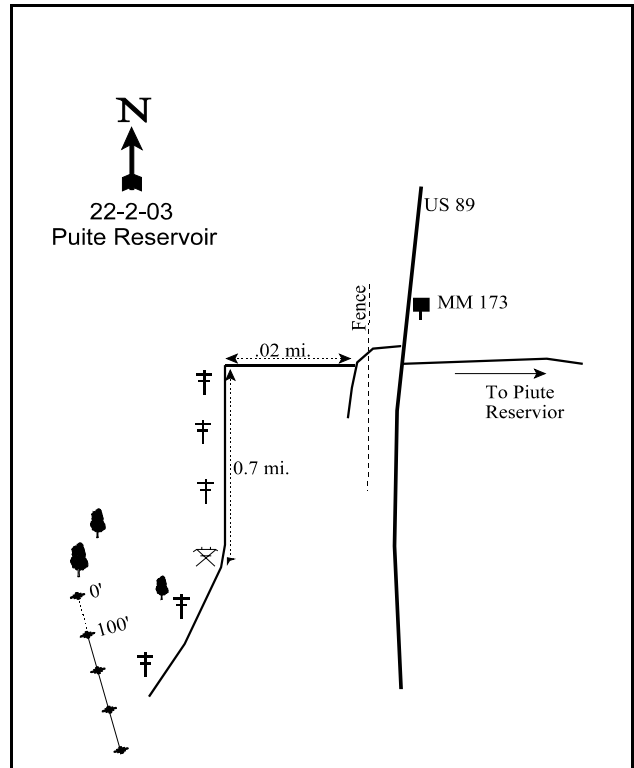 N
22-2-03
Puite Reservoir
US 89
MM 173
Fence
.02 mi.
To Piute
Reservior
0.7 mi.
0'
100'